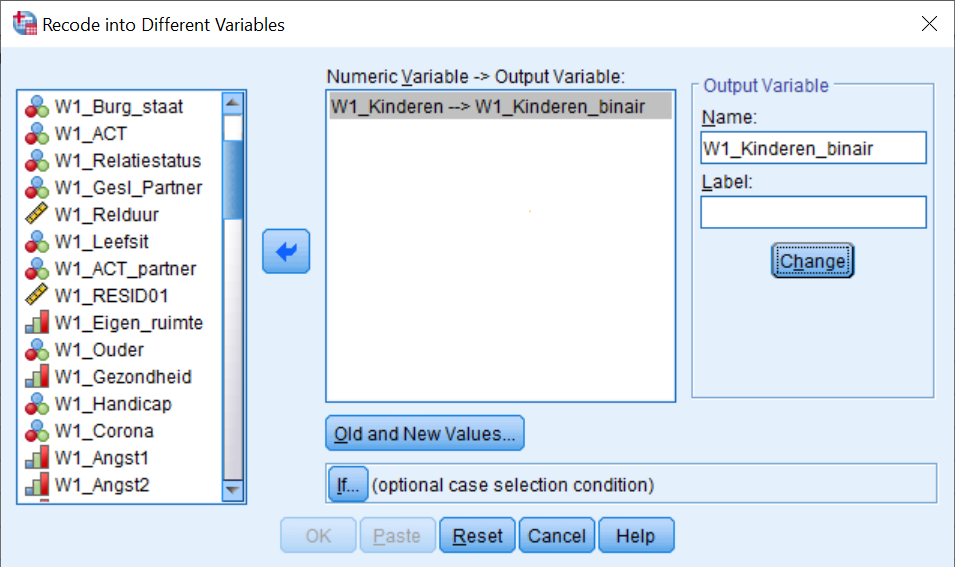 Recode into Different Variables
W1_Burg_staat
W1_ACT
W1_Relatiestatus
W1_Gesl_Partner
W1_Relduur
W1_Leefsit
W1_ACT_partner
W1_RESID01
W1_Eigen_ruimte
W1_Ouder
W1_Gezondheid
W1_Handicap
W1_Corona
W1_Angst1
W1_Angst2
Numeric Variable -> Output Variable:
W1_Kinderen --> W1_Kinderen_binair
Output Variable
Name:
W1_Kinderen_binair
Label:
Change
Old and New Values...
If... (optional case selection condition)
OK Paste Reset Cancel Help